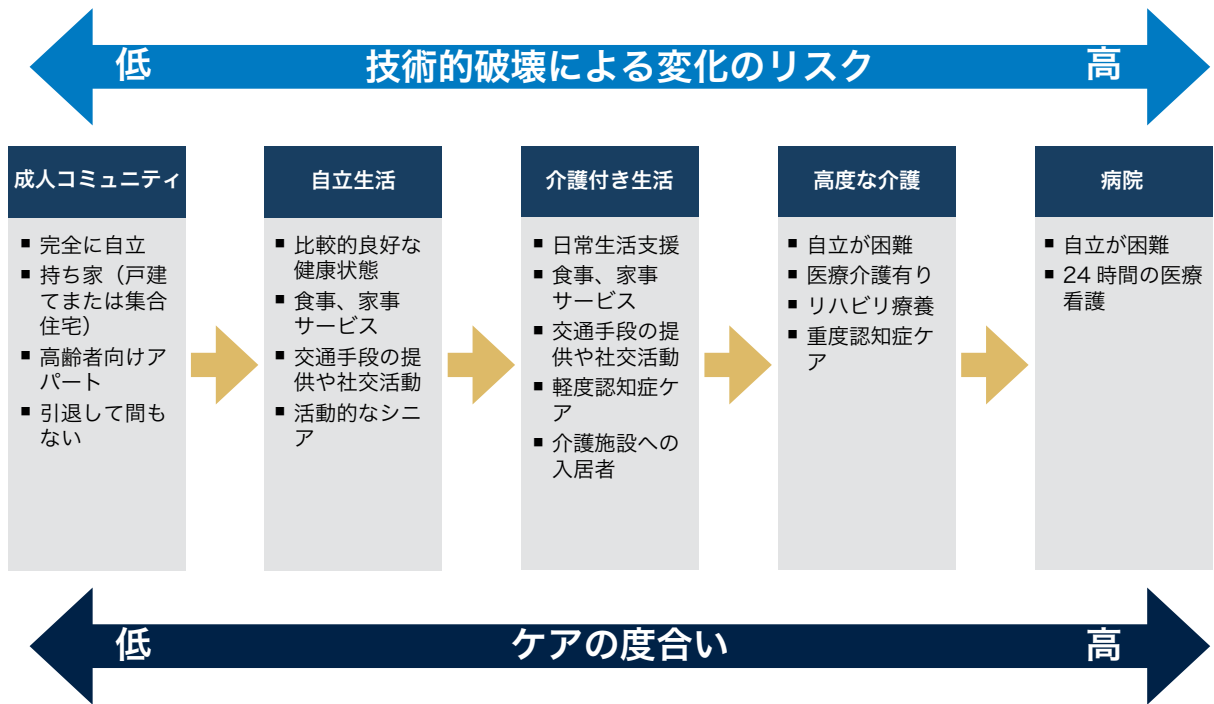 低 技術的破壊による変化のリスク 高
成人コミュニティ
■ 完全に自立
■ 持ち家（戸建
てまたは集合
住宅）
■ 高齢者向けア
パート
■ 引退して間も
ない
自立生活
■ 比較的良好な
健康状態
■ 食事、家事
サービス
■ 交通手段の提
供や社交活動
■ 活動的なシニ
ア
介護付き生活
■ 日常生活支援
■ 食事、家事
サービス
■ 交通手段の提
供や社交活動
■ 軽度認知症ケ
ア
■ 介護施設への
入居者
高度な介護
■ 自立が困難
■ 医療介護有り
■ リハビリ療養
■ 重度認知症ケ
ア
病院
■ 自立が困難
■ 24 時間の医療
看護
低 ケアの度合い 高